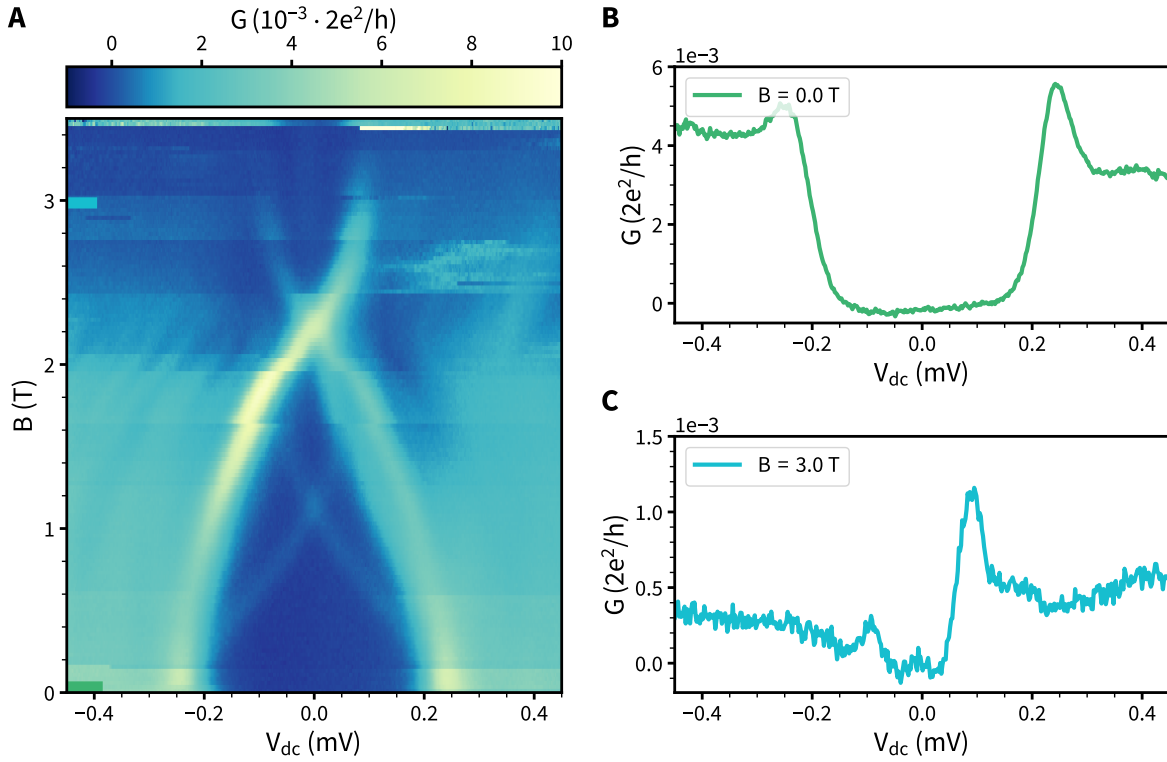 A
G (10⁻³ · 2e²/h)
0 2 4 6 8 10
3
2
1
0
B (T)
−0.4 −0.2 0.0 0.2 0.4
V_dc (mV)
B
1e−3
6
4
2
0
G (2e²/h)
B = 0.0 T
−0.4 −0.2 0.0 0.2 0.4
V_dc (mV)
C
1e−3
1.5
1.0
0.5
0.0
G (2e²/h)
B = 3.0 T
−0.4 −0.2 0.0 0.2 0.4
V_dc (mV)